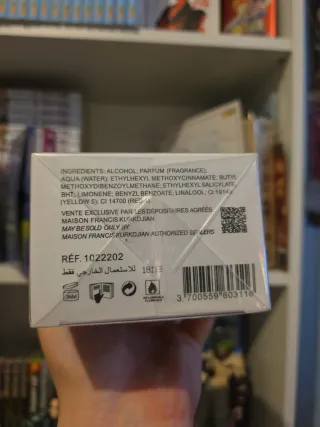 INGREDIENTS: ALCOHOL; PARFUM (FRAGRANCE);
AQUA (WATER); ETHYLHEXYL METHOXYCINNAMATE; BUTYL
METHOXYDIBENZOYLMETHANE; ETHYLHEXYL SALICYLATE;
BHT; LIMONENE; BENZYL BENZOATE; LINALOOL; CI 19140
(YELLOW 5); CI 14700 (RED 4)
VENTE EXCLUSIVE PAR LES DEPOSITAIRES AGRÉÉS
MAISON FRANCIS KURKDJIAN
MAY BE SOLD ONLY BY
MAISON FRANCIS KURKDJIAN AUTHORIZED SELLERS
RÉF. 1022202
للاستعمال الخارجي فقط
3 700559 603116